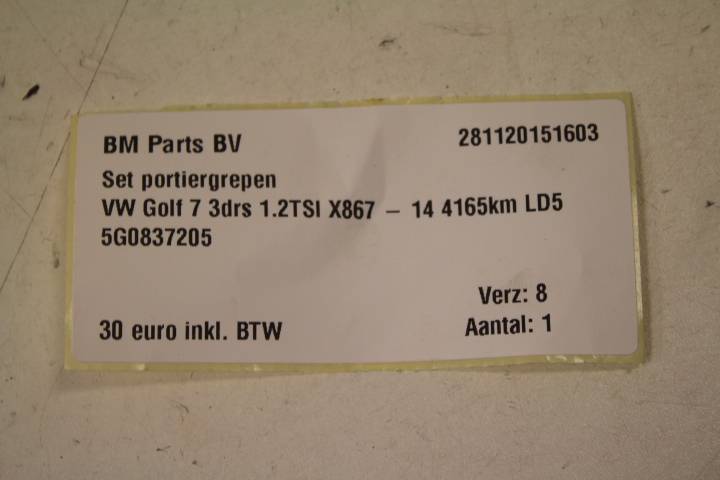 BM Parts BV 281120151603
Set portiergrepen
VW Golf 7 3drs 1.2TSI X867 – 14 4165km LD5
5G0837205
Verz: 8
30 euro inkl. BTW Aantal: 1